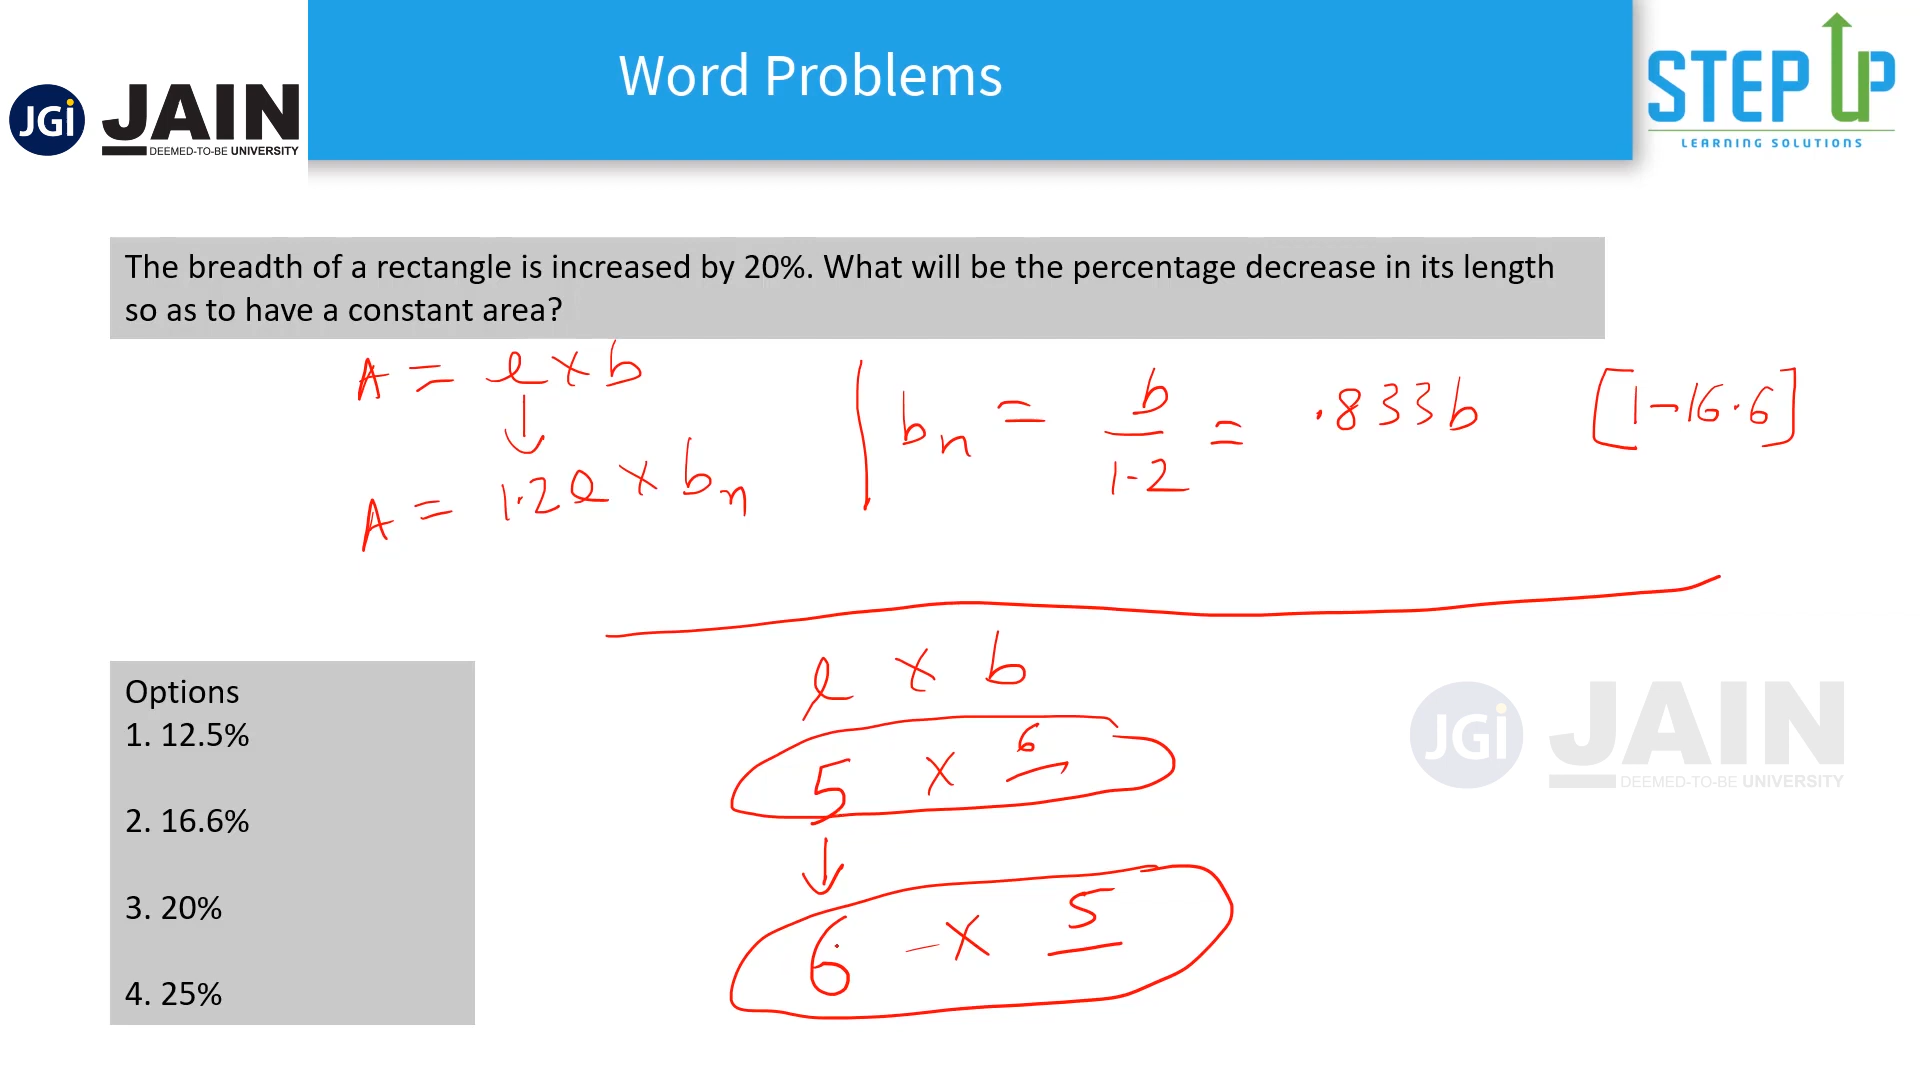 Word Problems
JGi JAIN
DEEMED-TO-BE UNIVERSITY
STEP UP
LEARNING SOLUTIONS
The breadth of a rectangle is increased by 20%. What will be the percentage decrease in its length
so as to have a constant area?
A = l × b
A = 1.2l × bn
bn = b/1.2 = .833b [1-16.6]
l × b
5 × 6
6 × 5
Options
1. 12.5%
2. 16.6%
3. 20%
4. 25%
JGi JAIN
DEEMED-TO-BE UNIVERSITY